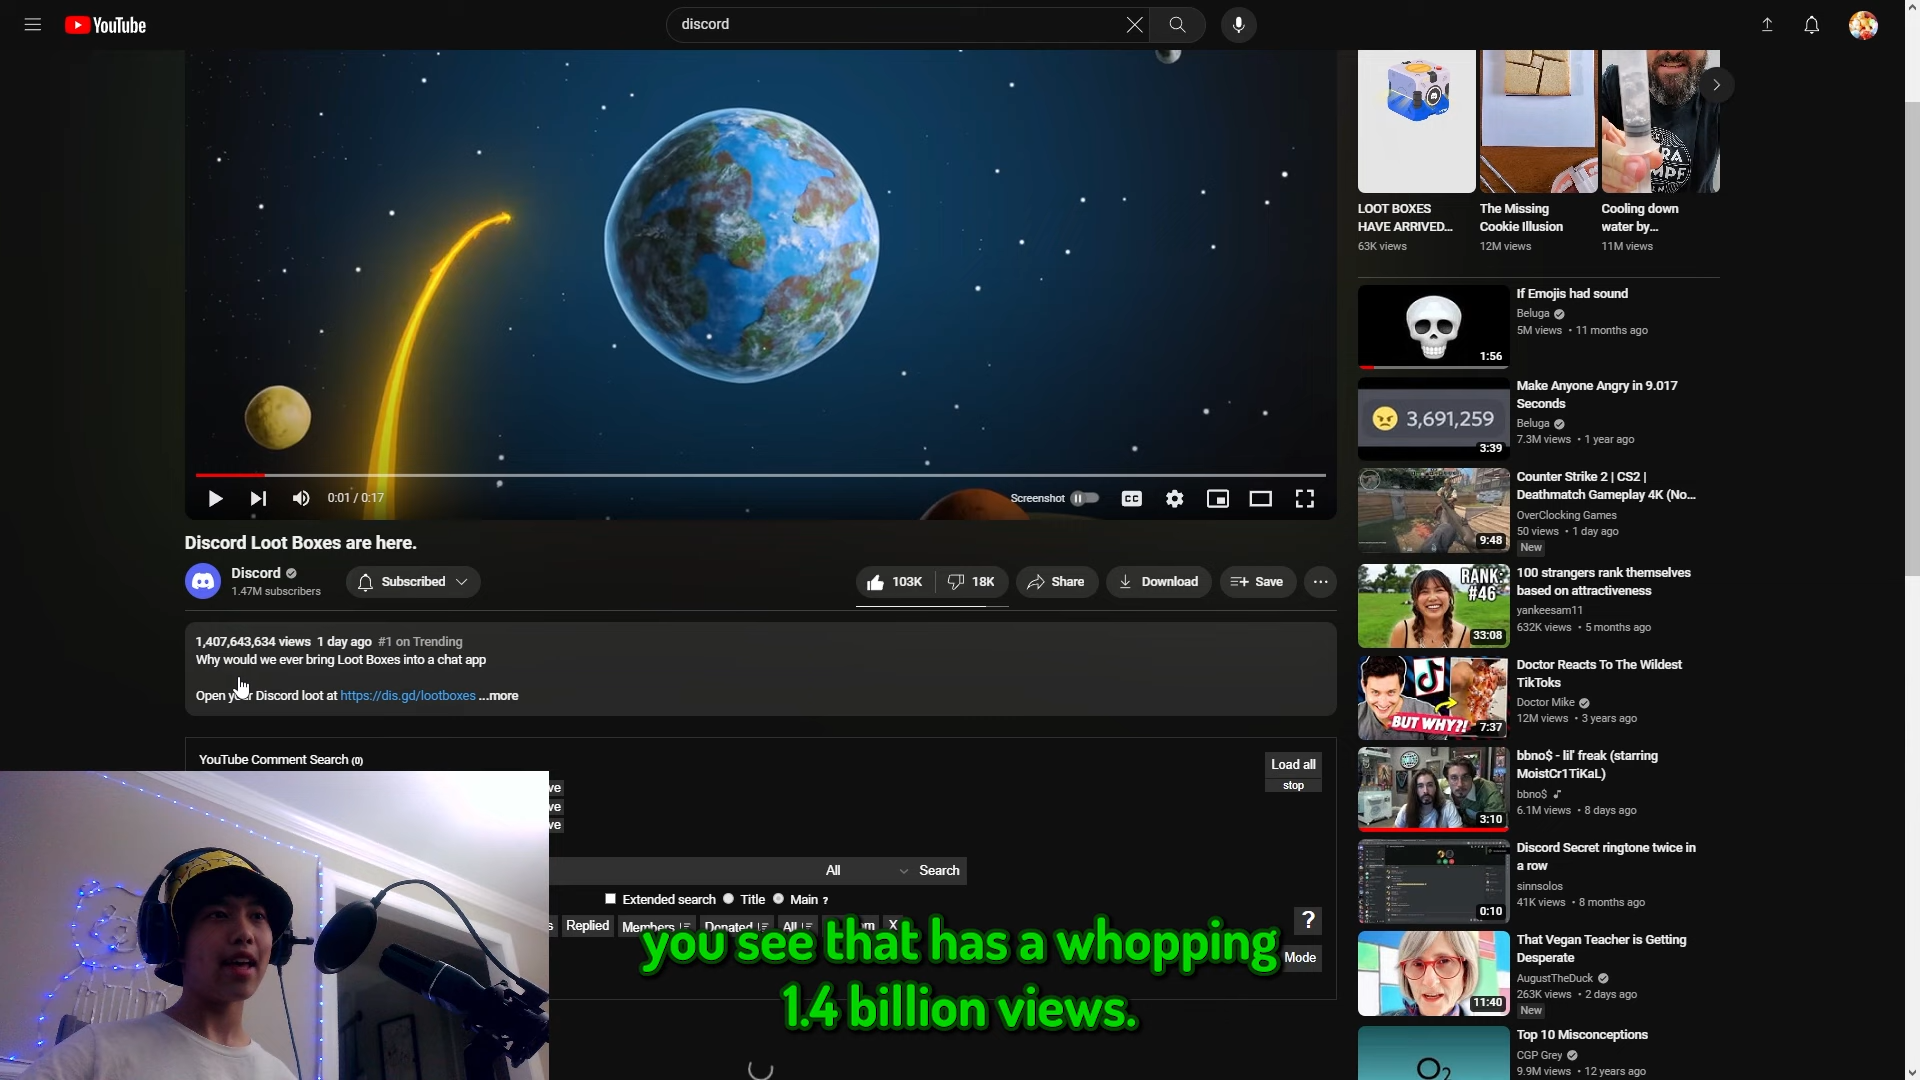 YouTube
discord
LOOT BOXES
HAVE ARRIVED...
63K views
The Missing
Cookie Illusion
12M views
Cooling down
water by...
11M views
0:01 / 0:17
Screenshot
CC
Discord Loot Boxes are here.
Discord
1.47M subscribers
Subscribed
103K
18K
Share
Download
Save
1,407,643,634 views 1 day ago #1 on Trending
Why would we ever bring Loot Boxes into a chat app
Open your Discord loot at https://dis.gd/lootboxes ...more
YouTube Comment Search (0)
Load all
stop
ve
ve
ve
All
Search
Extended search
Title
Main ?
s
Replied
Members
Donated
All
X
?
Mode
you see that has a whopping
1.4 billion views.
If Emojis had sound
Beluga
5M views • 11 months ago
1:56
Make Anyone Angry in 9.017
Seconds
Beluga
7.3M views • 1 year ago
3,691,259
3:39
Counter Strike 2 | CS2 |
Deathmatch Gameplay 4K (No...
OverClocking Games
50 views • 1 day ago
New
9:48
100 strangers rank themselves
based on attractiveness
yankeesam11
632K views • 5 months ago
RANK:
#46
33:08
Doctor Reacts To The Wildest
TikToks
Doctor Mike
12M views • 3 years ago
BUT WHY?!
7:37
bbno$ - lil' freak (starring
MoistCr1TiKaL)
bbno$
6.1M views • 8 days ago
3:10
Discord Secret ringtone twice in
a row
sinnsolos
41K views • 8 months ago
0:10
That Vegan Teacher is Getting
Desperate
AugustTheDuck
263K views • 2 days ago
New
11:40
Top 10 Misconceptions
CGP Grey
9.9M views • 12 years ago
O2